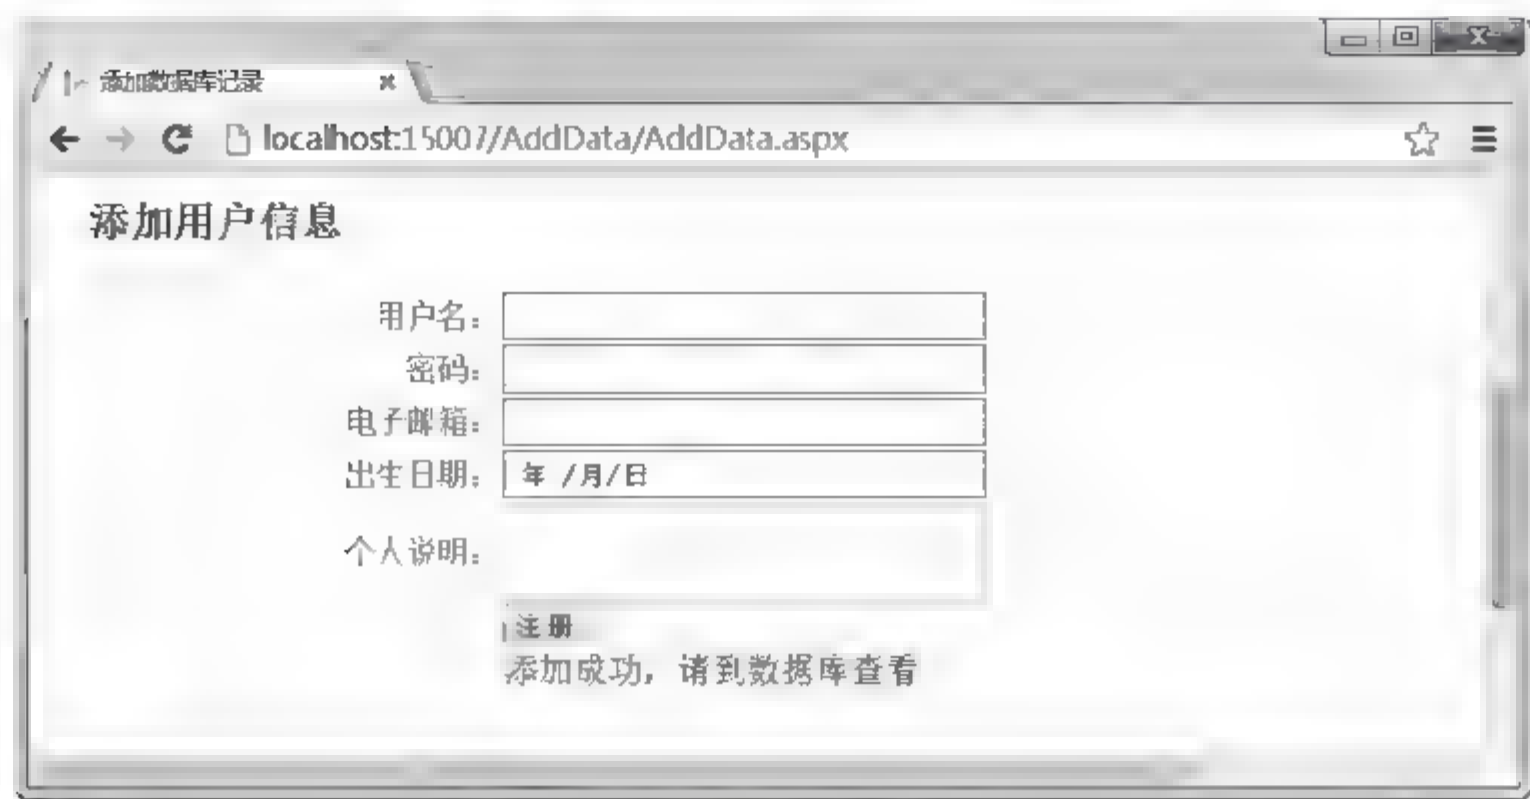 添加数据库记录
localhost:15007/AddData/AddData.aspx
添加用户信息
用户名：
密码：
电子邮箱：
出生日期： 年 /月/日
个人说明：
注册
添加成功，请到数据库查看